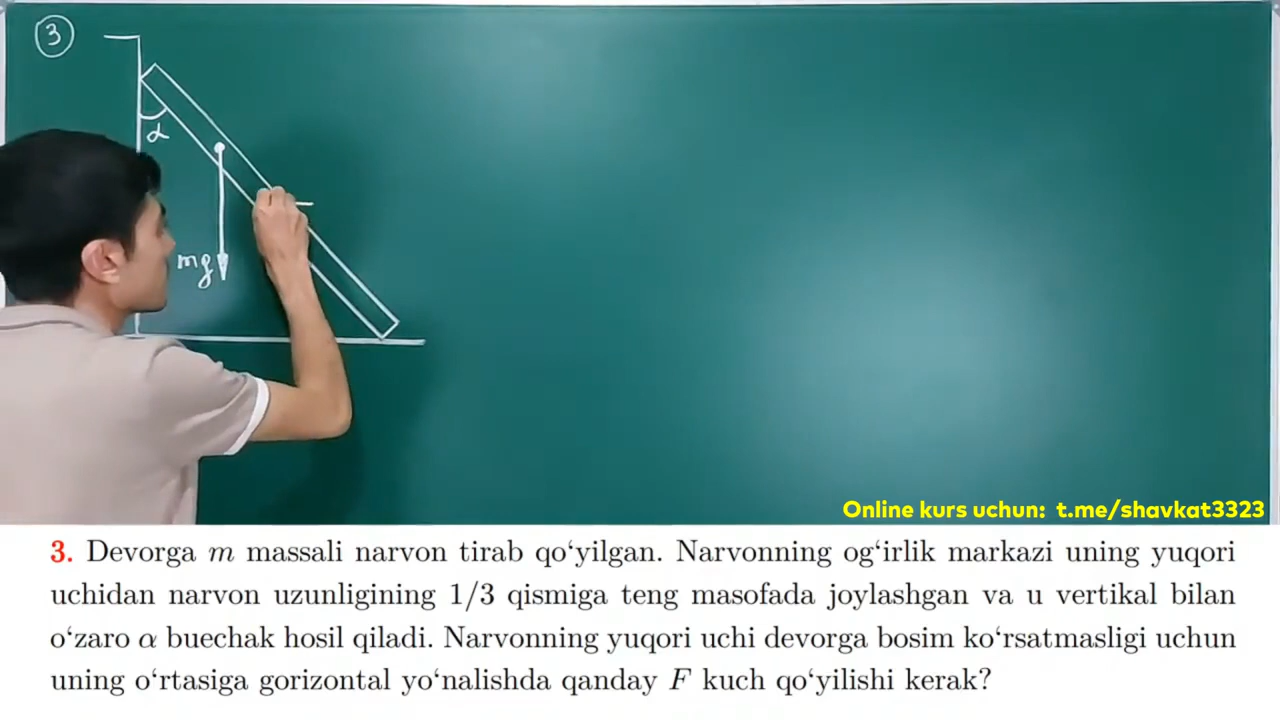 3
α
mg
Online kurs uchun: t.me/shavkat3323
3. Devorga m massali narvon tirab qo‘yilgan. Narvonning og‘irlik markazi uning yuqori
uchidan narvon uzunligining 1/3 qismiga teng masofada joylashgan va u vertikal bilan
o‘zaro α buechak hosil qiladi. Narvonning yuqori uchi devorga bosim ko‘rsatmasligi uchun
uning o‘rtasiga gorizontal yo‘nalishda qanday F kuch qo‘yilishi kerak?